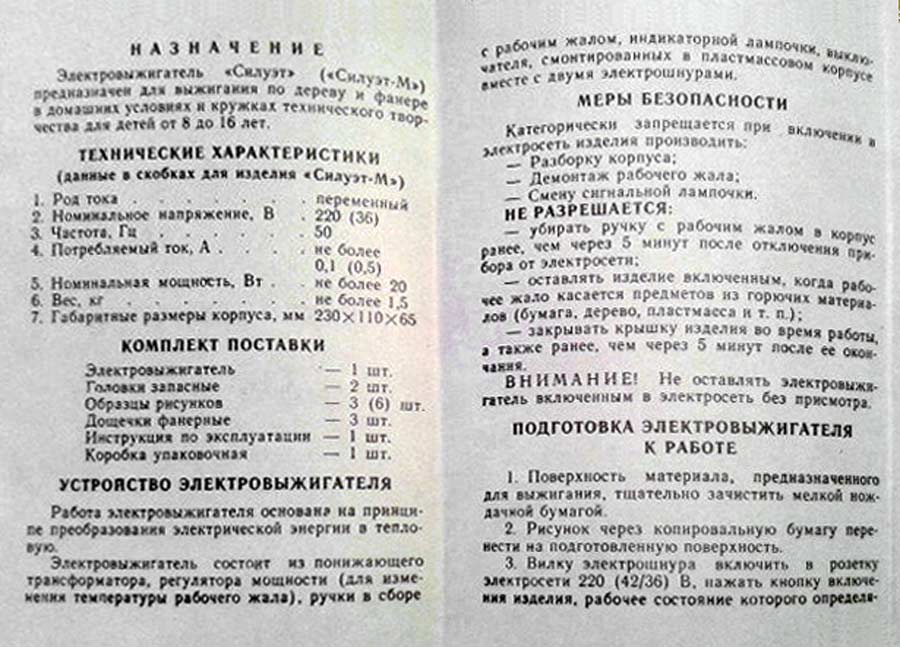 НАЗНАЧЕНИЕ
Электровыжигатель «Силуэт» («Силуэт-М»)
предназначен для выжигания по дереву и фанере
в домашних условиях и кружках технического твор-
чества для детей от 8 до 16 лет.
ТЕХНИЧЕСКИЕ ХАРАКТЕРИСТИКИ
(данные в скобках для изделия «Силуэт-М»)
1. Род тока . . . . . . . переменный
2. Номинальное напряжение, В . 220 (36)
3. Частота, Гц . . . . . . 50
4. Потребляемый ток, А . . . . не более
0,1 (0,5)
5. Номинальная мощность, Вт . . не более 20
6. Вес, кг . . . . . . . не более 1,5
7. Габаритные размеры корпуса, мм 230×110×65
КОМПЛЕКТ ПОСТАВКИ
Электровыжигатель — 1 шт.
Головки запасные — 2 шт.
Образцы рисунков — 3 (6) шт.
Дощечки фанерные — 3 шт.
Инструкция по эксплуатации — 1 шт.
Коробка упаковочная — 1 шт.
УСТРОЙСТВО ЭЛЕКТРОВЫЖИГАТЕЛЯ
Работа электровыжигателя основана на принци-
пе преобразования электрической энергии в тепло-
вую.
Электровыжигатель состоит из понижающего
трансформатора, регулятора мощности (для изме-
нения температуры рабочего жала), ручки в сборе
с рабочим жалом, индикаторной лампочки, выклю-
чателя, смонтированных в пластмассовом корпусе
вместе с двумя электрошнурами.
МЕРЫ БЕЗОПАСНОСТИ
Категорически запрещается при включении в
электросеть изделия производить:
— Разборку корпуса;
— Демонтаж рабочего жала;
— Смену сигнальной лампочки.
НЕ РАЗРЕШАЕТСЯ:
— убирать ручку с рабочим жалом в корпус
ранее, чем через 5 минут после отключения при-
бора от электросети;
— оставлять изделие включенным, когда рабо-
чее жало касается предметов из горючих материа-
лов (бумага, дерево, пластмасса и т. п.);
— закрывать крышку изделия во время работы,
а также ранее, чем через 5 минут после ее окон-
чания.
ВНИМАНИЕ! Не оставлять электровыжи-
гатель включенным в электросеть без присмотра.
ПОДГОТОВКА ЭЛЕКТРОВЫЖИГАТЕЛЯ
К РАБОТЕ
1. Поверхность материала, предназначенного
для выжигания, тщательно зачистить мелкой наж-
дачной бумагой.
2. Рисунок через копировальную бумагу пере-
нести на подготовленную поверхность.
3. Вилку электрошнура включить в розетку
электросети 220 (42/36) В, нажать кнопку включе-
ния изделия, рабочее состояние которого определя-